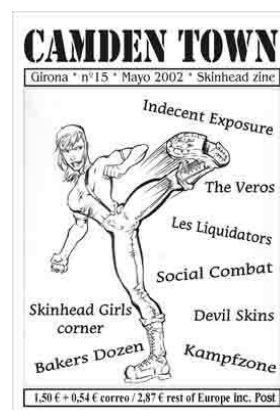 CAMDEN TOWN
Girona * nº15 * Mayo 2002 * Skinhead zine
Indecent Exposure
The Veros
Les Liquidators
Social Combat
Skinhead Girls
corner
Devil Skins
Bakers Dozen
Kampfzone
1,50 € + 0,54 € correo / 2,87 € rest of Europe inc. Post